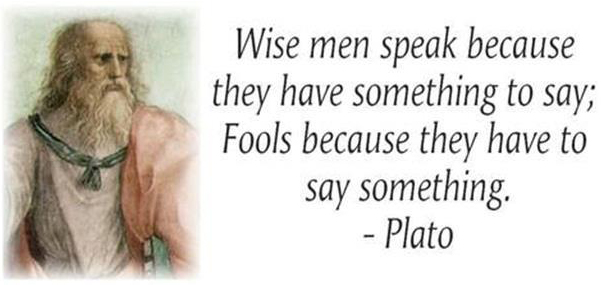 Wise men speak because
they have something to say;
Fools because they have to
say something.
- Plato